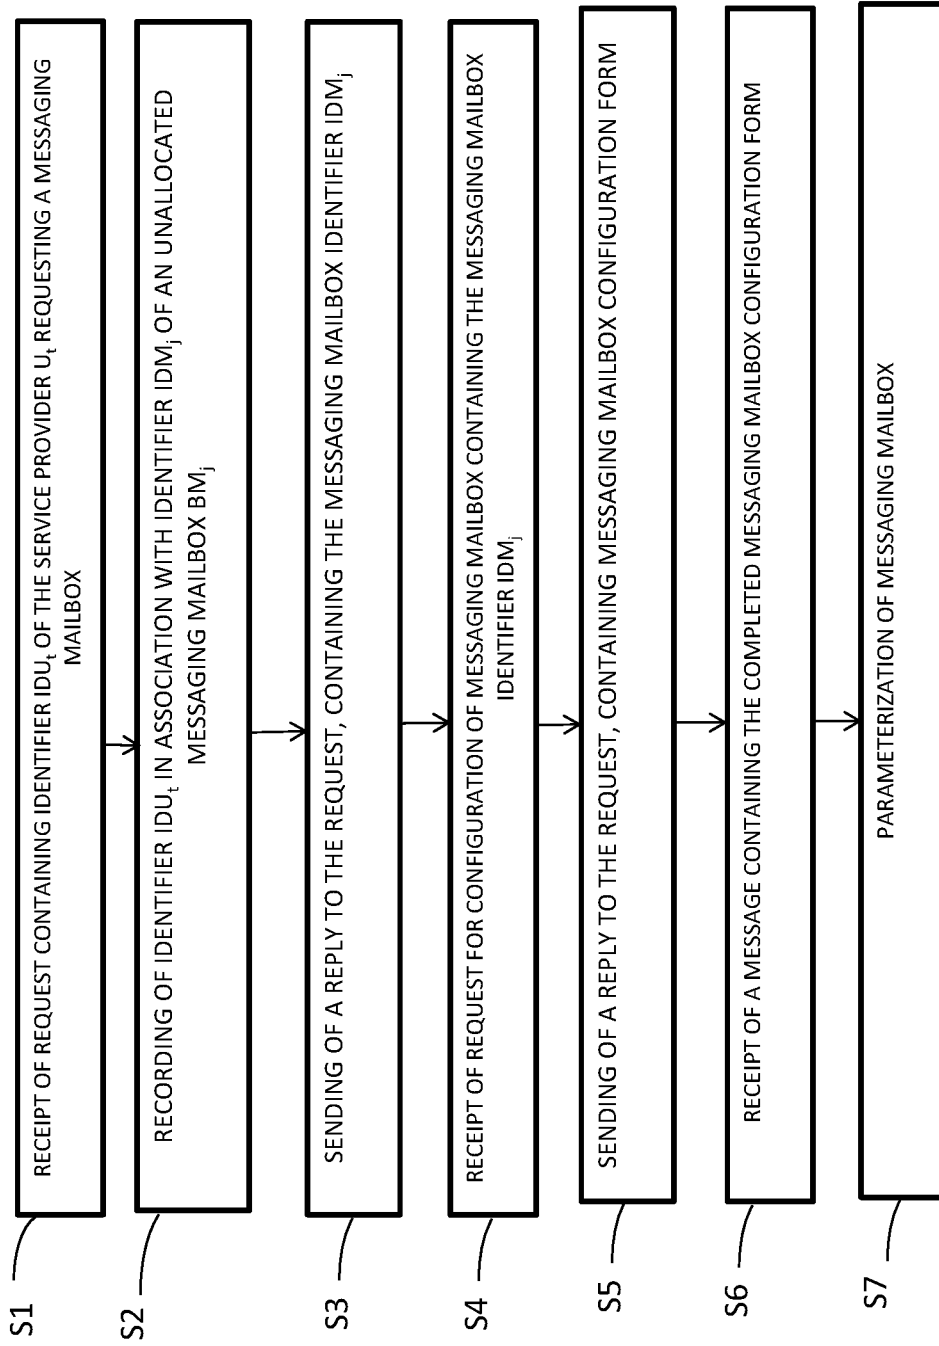 S1
RECEIPT OF REQUEST CONTAINING IDENTIFIER IDUt OF THE SERVICE PROVIDER Ut REQUESTING A MESSAGING
MAILBOX
S2
RECORDING OF IDENTIFIER IDUt IN ASSOCIATION WITH IDENTIFIER IDMj OF AN UNALLOCATED
MESSAGING MAILBOX BMj
S3
SENDING OF A REPLY TO THE REQUEST, CONTAINING THE MESSAGING MAILBOX IDENTIFIER IDMj
S4
RECEIPT OF REQUEST FOR CONFIGURATION OF MESSAGING MAILBOX CONTAINING THE MESSAGING MAILBOX
IDENTIFIER IDMj
S5
SENDING OF A REPLY TO THE REQUEST, CONTAINING MESSAGING MAILBOX CONFIGURATION FORM
S6
RECEIPT OF A MESSAGE CONTAINING THE COMPLETED MESSAGING MAILBOX CONFIGURATION FORM
S7
PARAMETERIZATION OF MESSAGING MAILBOX